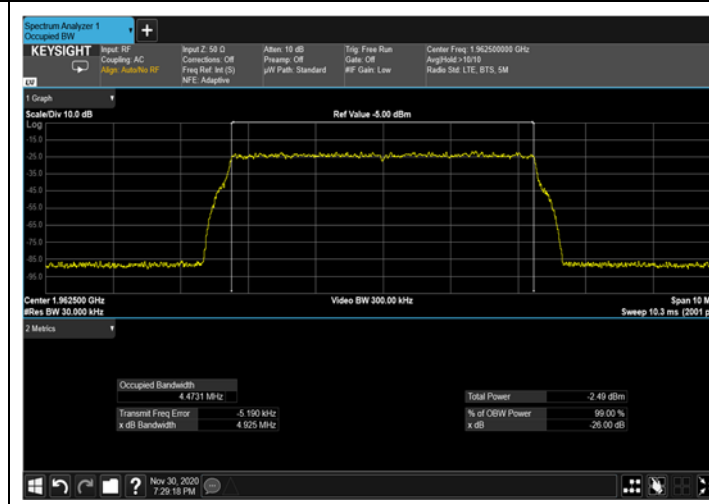 Spectrum Analyzer 1
Occupied BW
KEYSIGHT
Input: RF
Coupling: AC
Align: Auto/No RF
Input Z: 50 Ω
Corrections: Off
Freq Ref: Int (S)
NFE: Adaptive
Atten: 10 dB
Preamp: Off
µW Path: Standard
Trig: Free Run
Gate: Off
#IF Gain: Low
Center Freq: 1.962500000 GHz
Avg|Hold:>10/10
Radio Std: LTE, BTS, 5M
1 Graph
Scale/Div 10.0 dB
Ref Value -5.00 dBm
Log
-15.0
-25.0
-35.0
-45.0
-55.0
-65.0
-75.0
-85.0
-95.0
Center 1.962500 GHz
Video BW 300.00 kHz
Span 10 M
#Res BW 30.000 kHz
Sweep 10.3 ms (2001 p
2 Metrics
Occupied Bandwidth
4.4731 MHz
Total Power -2.49 dBm
Transmit Freq Error -5.190 kHz
% of OBW Power 99.00 %
x dB Bandwidth 4.925 MHz
x dB -26.00 dB
?
Nov 30, 2020
7:29:18 PM